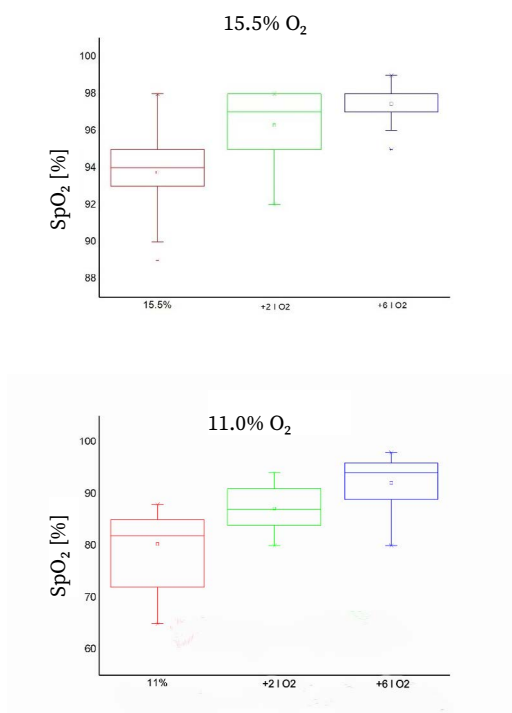 15.5% O₂
SpO₂ [%]
100
98
96
94
92
90
88
15.5%
+2 l O2
+6 l O2
11.0% O₂
SpO₂ [%]
100
90
80
70
60
11%
+2 l O2
+6 l O2